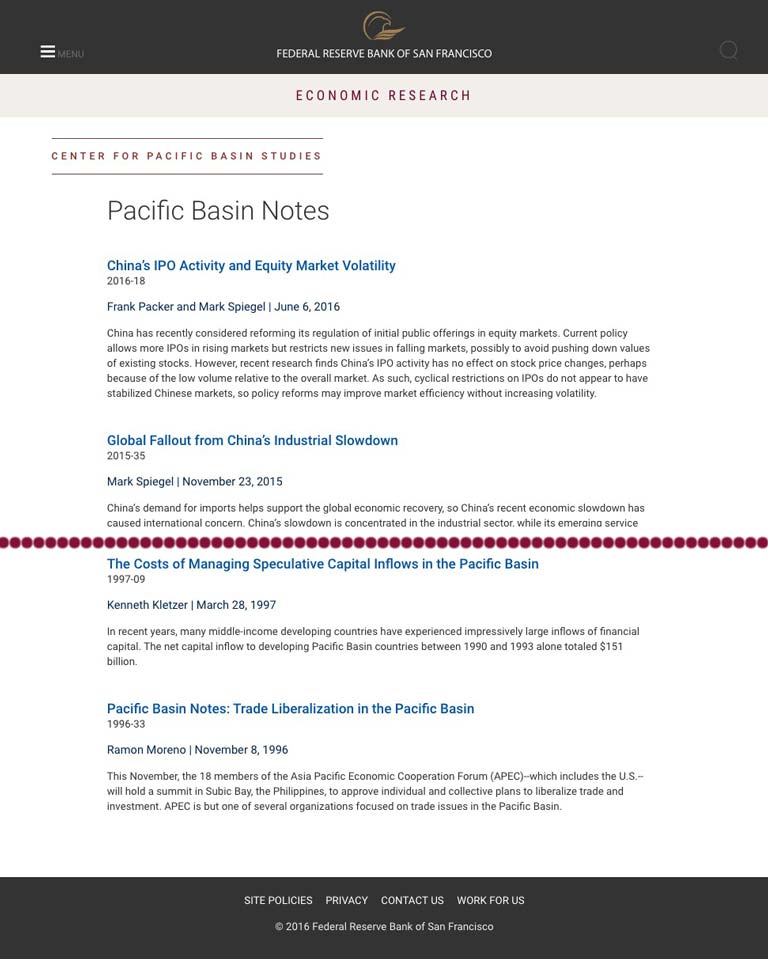 FEDERAL RESERVE BANK OF SAN FRANCISCO
MENU
ECONOMIC RESEARCH
CENTER FOR PACIFIC BASIN STUDIES
Pacific Basin Notes
China’s IPO Activity and Equity Market Volatility
2016-18
Frank Packer and Mark Spiegel | June 6, 2016
China has recently considered reforming its regulation of initial public offerings in equity markets. Current policy
allows more IPOs in rising markets but restricts new issues in falling markets, possibly to avoid pushing down values
of existing stocks. However, recent research finds China’s IPO activity has no effect on stock price changes, perhaps
because of the low volume relative to the overall market. As such, cyclical restrictions on IPOs do not appear to have
stabilized Chinese markets, so policy reforms may improve market efficiency without increasing volatility.
Global Fallout from China’s Industrial Slowdown
2015-35
Mark Spiegel | November 23, 2015
China’s demand for imports helps support the global economic recovery, so China’s recent economic slowdown has
caused international concern. China’s slowdown is concentrated in the industrial sector, while its emerging service
The Costs of Managing Speculative Capital Inflows in the Pacific Basin
1997-09
Kenneth Kletzer | March 28, 1997
In recent years, many middle-income developing countries have experienced impressively large inflows of financial
capital. The net capital inflow to developing Pacific Basin countries between 1990 and 1993 alone totaled $151
billion.
Pacific Basin Notes: Trade Liberalization in the Pacific Basin
1996-33
Ramon Moreno | November 8, 1996
This November, the 18 members of the Asia Pacific Economic Cooperation Forum (APEC)--which includes the U.S.--
will hold a summit in Subic Bay, the Philippines, to approve individual and collective plans to liberalize trade and
investment. APEC is but one of several organizations focused on trade issues in the Pacific Basin.
SITE POLICIES PRIVACY CONTACT US WORK FOR US
© 2016 Federal Reserve Bank of San Francisco